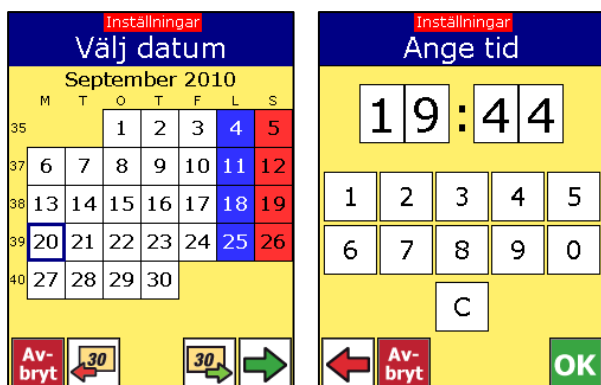 Inställningar
Välj datum
September 2010
M T O T F L S
35 1 2 3 4 5
37 6 7 8 9 10 11 12
38 13 14 15 16 17 18 19
39 20 21 22 23 24 25 26
40 27 28 29 30
Av-
bryt
30
30
Inställningar
Ange tid
19:44
1 2 3 4 5
6 7 8 9 0
C
Av-
bryt
OK